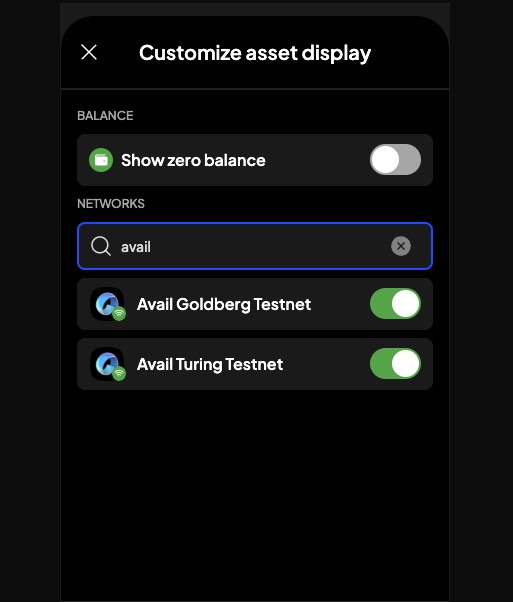 Customize asset display
BALANCE
Show zero balance
NETWORKS
avail
Avail Goldberg Testnet
Avail Turing Testnet